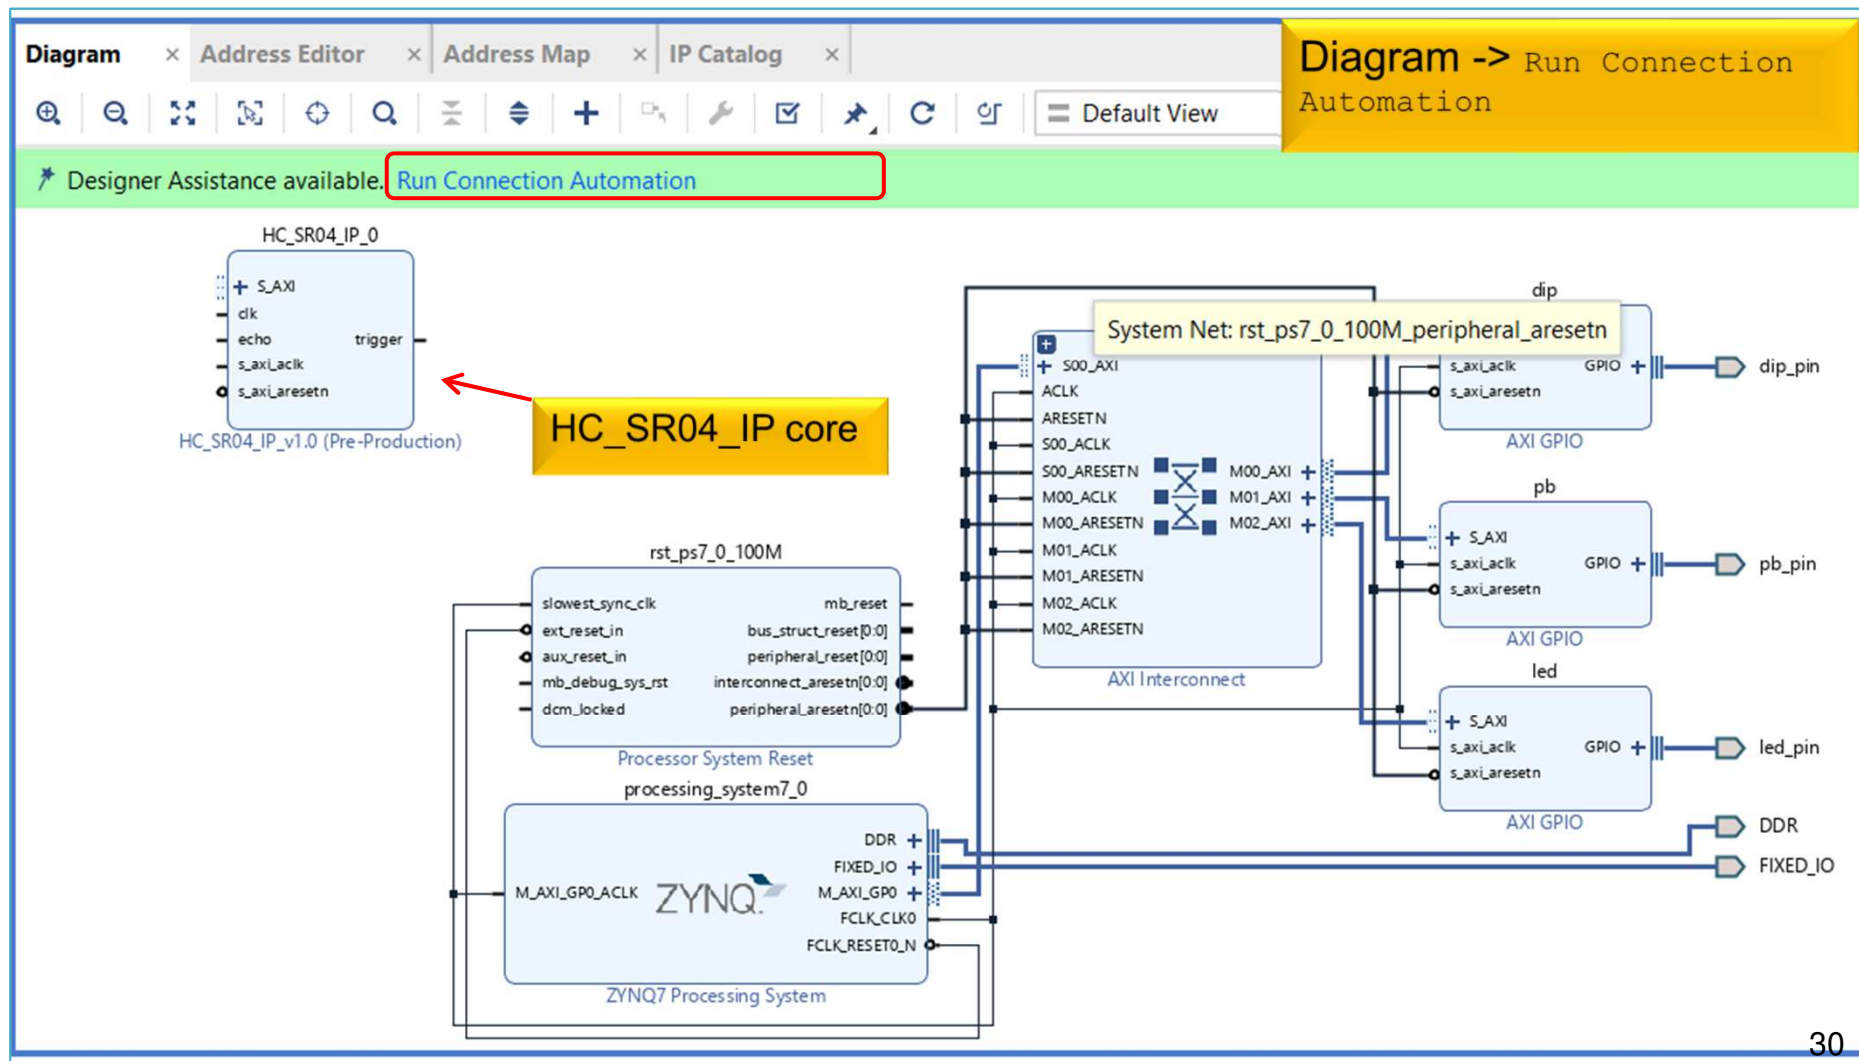 Diagram × Address Editor × Address Map × IP Catalog ×
Diagram -> Run Connection
Automation
Default View
Designer Assistance available. Run Connection Automation
HC_SR04_IP_0
S_AXI
clk
echo trigger
s_axi_aclk
s_axi_aresetn
HC_SR04_IP_v1.0 (Pre-Production)
HC_SR04_IP core
System Net: rst_ps7_0_100M_peripheral_aresetn
S00_AXI
ACLK
ARESETN
S00_ACLK
S00_ARESETN M00_AXI
M00_ACLK M01_AXI
M00_ARESETN M02_AXI
M01_ACLK
M01_ARESETN
M02_ACLK
M02_ARESETN
AXI Interconnect
dip
s_axi_aclk GPIO
s_axi_aresetn
AXI GPIO
dip_pin
pb
S_AXI
s_axi_aclk GPIO
s_axi_aresetn
AXI GPIO
pb_pin
led
S_AXI
s_axi_aclk GPIO
s_axi_aresetn
AXI GPIO
led_pin
rst_ps7_0_100M
slowest_sync_clk mb_reset
ext_reset_in bus_struct_reset[0:0]
aux_reset_in peripheral_reset[0:0]
mb_debug_sys_rst interconnect_aresetn[0:0]
dcm_locked peripheral_aresetn[0:0]
Processor System Reset
processing_system7_0
DDR
FIXED_IO
M_AXI_GP0_ACLK ZYNQ. M_AXI_GP0
FCLK_CLK0
FCLK_RESET0_N
ZYNQ7 Processing System
DDR
FIXED_IO
30